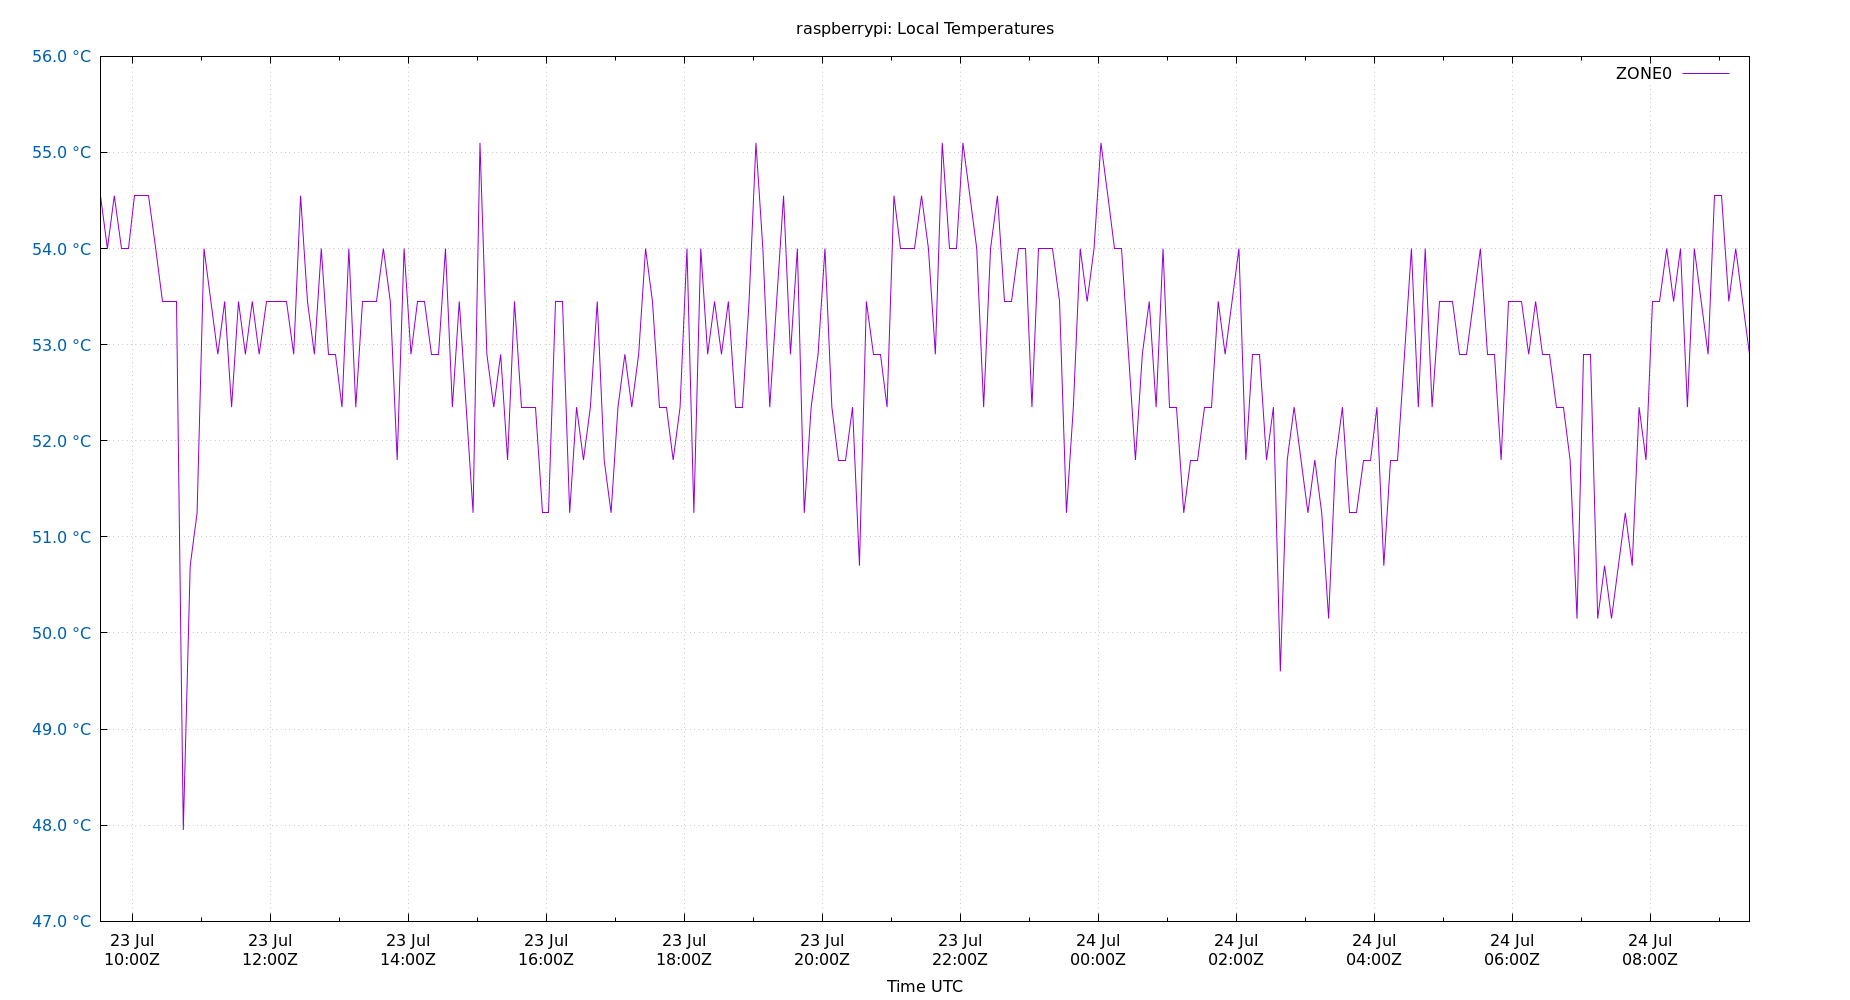 raspberrypi: Local Temperatures
ZONE0
56.0 °C
55.0 °C
54.0 °C
53.0 °C
52.0 °C
51.0 °C
50.0 °C
49.0 °C
48.0 °C
47.0 °C
23 Jul 23 Jul 23 Jul 23 Jul 23 Jul 23 Jul 23 Jul 24 Jul 24 Jul 24 Jul 24 Jul 24 Jul
10:00Z 12:00Z 14:00Z 16:00Z 18:00Z 20:00Z 22:00Z 00:00Z 02:00Z 04:00Z 06:00Z 08:00Z
Time UTC